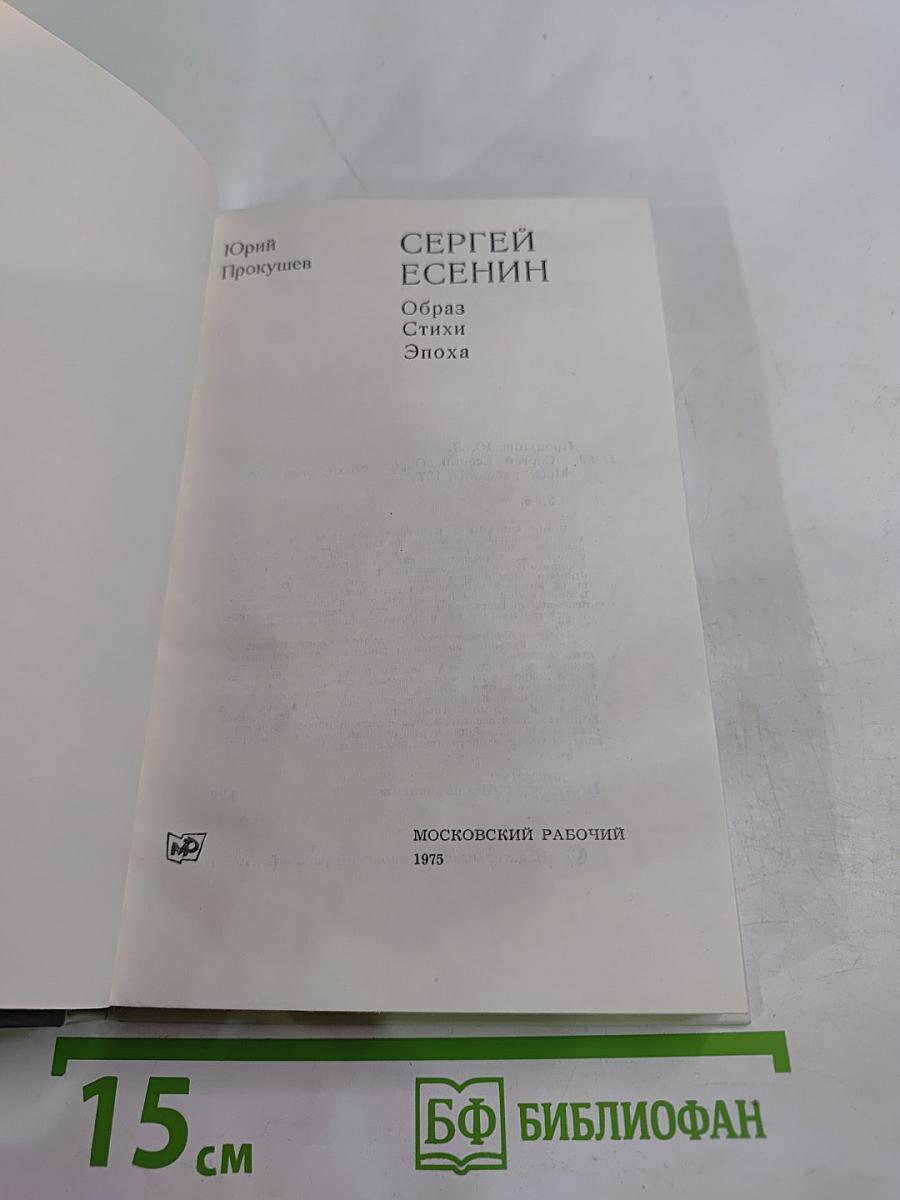 Юрий
Прокушев
СЕРГЕЙ
ЕСЕНИН
Образ
Стихи
Эпоха
МР
МОСКОВСКИЙ РАБОЧИЙ
1975
15 см
БФ БИБЛИОФАН